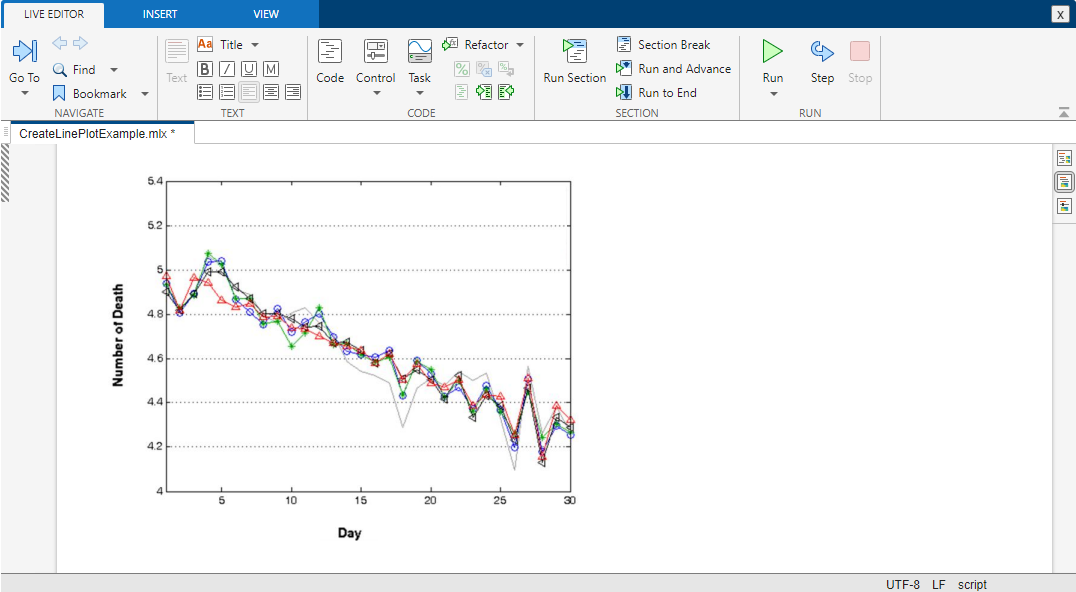 LIVE EDITOR INSERT VIEW X
Go To
Find
Bookmark
NAVIGATE
Text
Aa Title
B I U M
TEXT
Code Control Task
Refactor
CODE
Run Section
Section Break
Run and Advance
Run to End
SECTION
Run Step Stop
RUN
CreateLinePlotExample.mlx *
5.4
5.2
5
4.8
4.6
4.4
4.2
4
Number of Death
5 10 15 20 25 30
Day
UTF-8 LF script